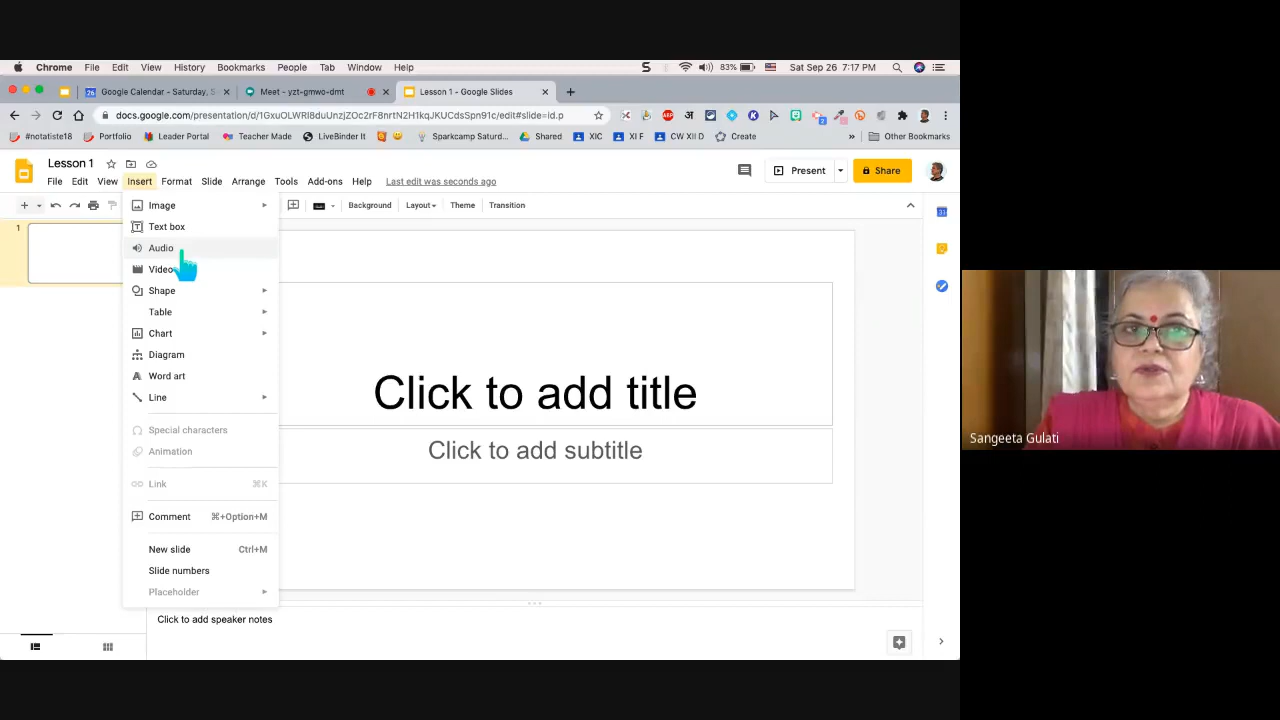 Chrome File Edit View History Bookmarks People Tab Window Help 83% Sat Sep 26 7:17 PM
26 Google Calendar - Saturday, S × Meet - yzt-gmwo-dmt × Lesson 1 - Google Slides × +
docs.google.com/presentation/d/1GxuOLWRI8duUnzjZOc2rF8nrtN2H1kqJKUCdsSpn91c/edit#slide=id.p
#notatiste18 Portfolio Leader Portal Teacher Made LiveBinder It Sparkcamp Saturd... Shared XIC XI F CW XII D Create » Other Bookmarks
Lesson 1
File Edit View Insert Format Slide Arrange Tools Add-ons Help Last edit was seconds ago
Present Share
Background Layout Theme Transition
1
Image
Text box
Audio
Video
Shape
Table
Chart
Diagram
Word art
Line
Special characters
Animation
Link ⌘K
Comment ⌘+Option+M
New slide Ctrl+M
Slide numbers
Placeholder
Click to add title
Click to add subtitle
Click to add speaker notes
Sangeeta Gulati